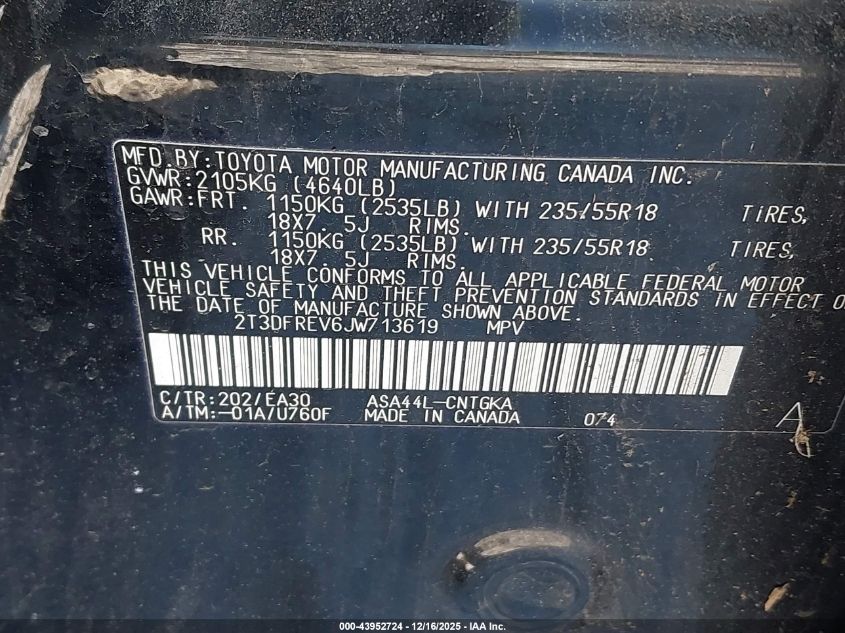 MFD.BY:TOYOTA MOTOR MANUFACTURING CANADA INC.
GVWR:2105KG (4640LB)
GAWR:FRT. 1150KG (2535LB) WITH 235/55R18 TIRES,
18X7. 5J RIMS.
RR. 1150KG (2535LB) WITH 235/55R18 TIRES,
18X7. 5J RIMS.
THIS VEHICLE CONFORMS TO ALL APPLICABLE FEDERAL MOTOR
VEHICLE SAFETY AND THEFT PREVENTION STANDARDS IN EFFECT O
THE DATE OF MANUFACTURE SHOWN ABOVE.
2T3DFREV6JW713619 MPV
C/TR:202/EA30 ASA44L-CNTGKA
A/TM:-01A/U760F MADE IN CANADA 074 A
000-43952724 - 12/16/2025 - IAA Inc.